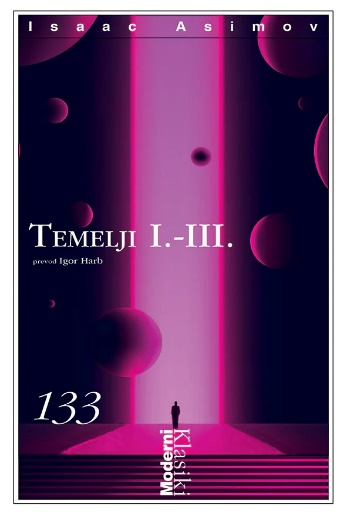 Isaac Asimov
TEMELJI I.-III.
prevod Igor Harb
133
Moderni
Klasiki